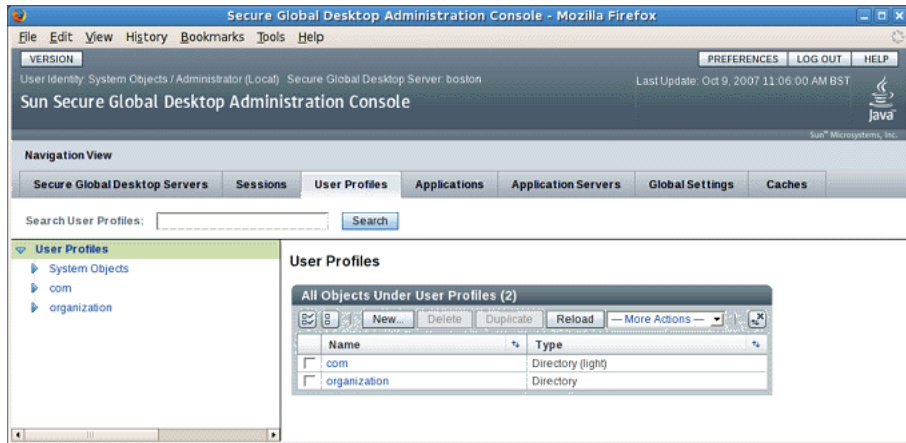 Secure Global Desktop Administration Console - Mozilla Firefox
File Edit View History Bookmarks Tools Help
VERSION PREFERENCES LOG OUT HELP
User Identity: System Objects / Administrator (Local) Secure Global Desktop Server: boston Last Update: Oct 9, 2007 11:06:00 AM BST
Sun Secure Global Desktop Administration Console
Java
Sun™ Microsystems, Inc.
Navigation View
Secure Global Desktop Servers Sessions User Profiles Applications Application Servers Global Settings Caches
Search User Profiles: Search
User Profiles
System Objects
com
organization
User Profiles
All Objects Under User Profiles (2)
New... Delete Duplicate Reload — More Actions —
Name Type
com Directory (light)
organization Directory